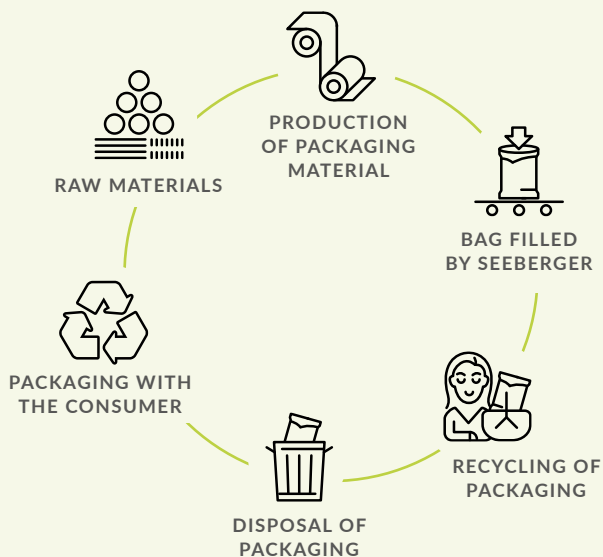 PRODUCTION
OF PACKAGING
MATERIAL
RAW MATERIALS
BAG FILLED
BY SEEBERGER
PACKAGING WITH
THE CONSUMER
RECYCLING OF
PACKAGING
DISPOSAL OF
PACKAGING